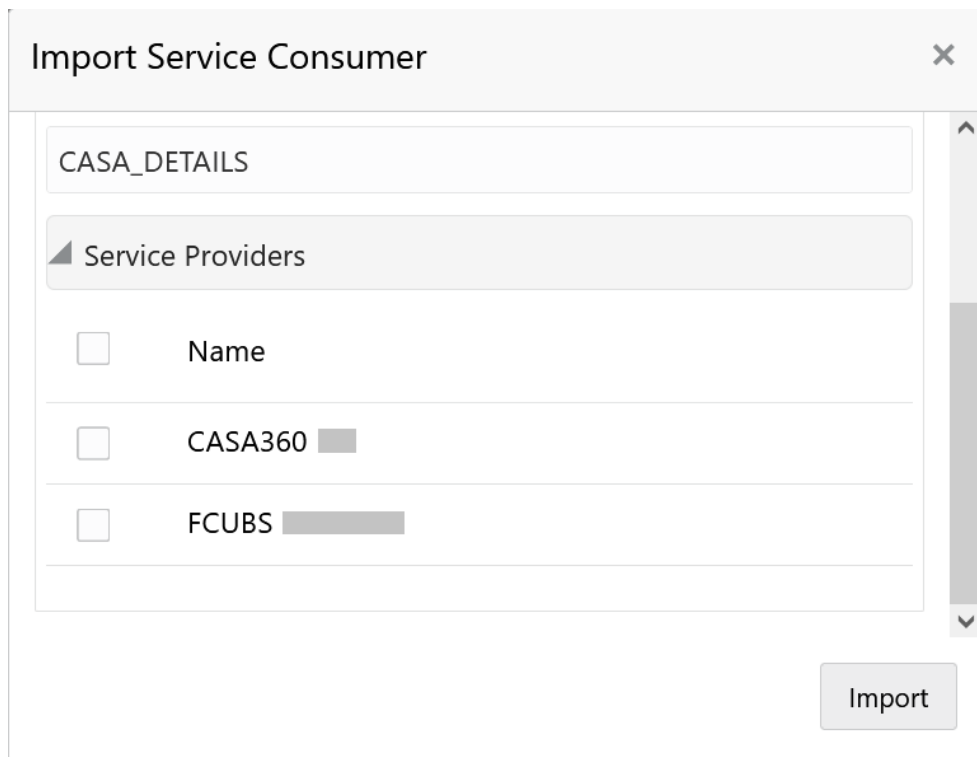 Import Service Consumer
CASA_DETAILS
Service Providers
Name
CASA360
FCUBS
Import